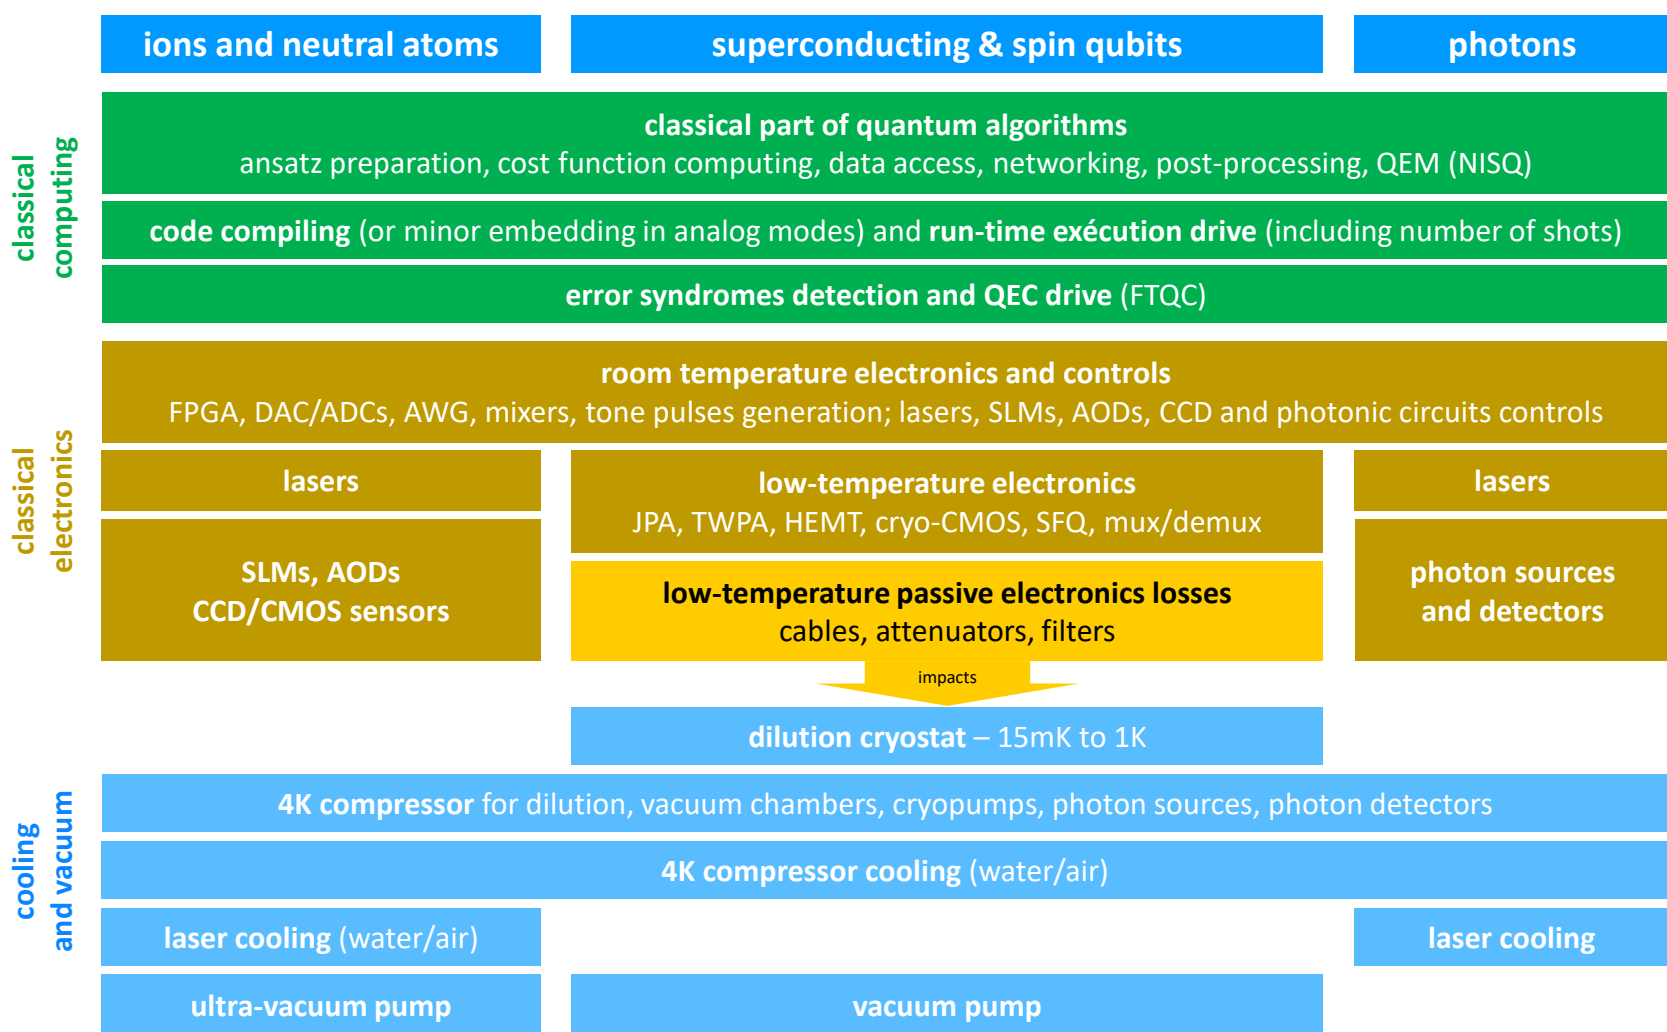 ions and neutral atoms
superconducting & spin qubits
photons
classical
computing
classical part of quantum algorithms
ansatz preparation, cost function computing, data access, networking, post-processing, QEM (NISQ)
code compiling (or minor embedding in analog modes) and run-time exécution drive (including number of shots)
error syndromes detection and QEC drive (FTQC)
classical
electronics
room temperature electronics and controls
FPGA, DAC/ADCs, AWG, mixers, tone pulses generation; lasers, SLMs, AODs, CCD and photonic circuits controls
lasers
SLMs, AODs
CCD/CMOS sensors
low-temperature electronics
JPA, TWPA, HEMT, cryo-CMOS, SFQ, mux/demux
low-temperature passive electronics losses
cables, attenuators, filters
impacts
lasers
photon sources
and detectors
cooling
and vacuum
dilution cryostat – 15mK to 1K
4K compressor for dilution, vacuum chambers, cryopumps, photon sources, photon detectors
4K compressor cooling (water/air)
laser cooling (water/air)
laser cooling
ultra-vacuum pump
vacuum pump